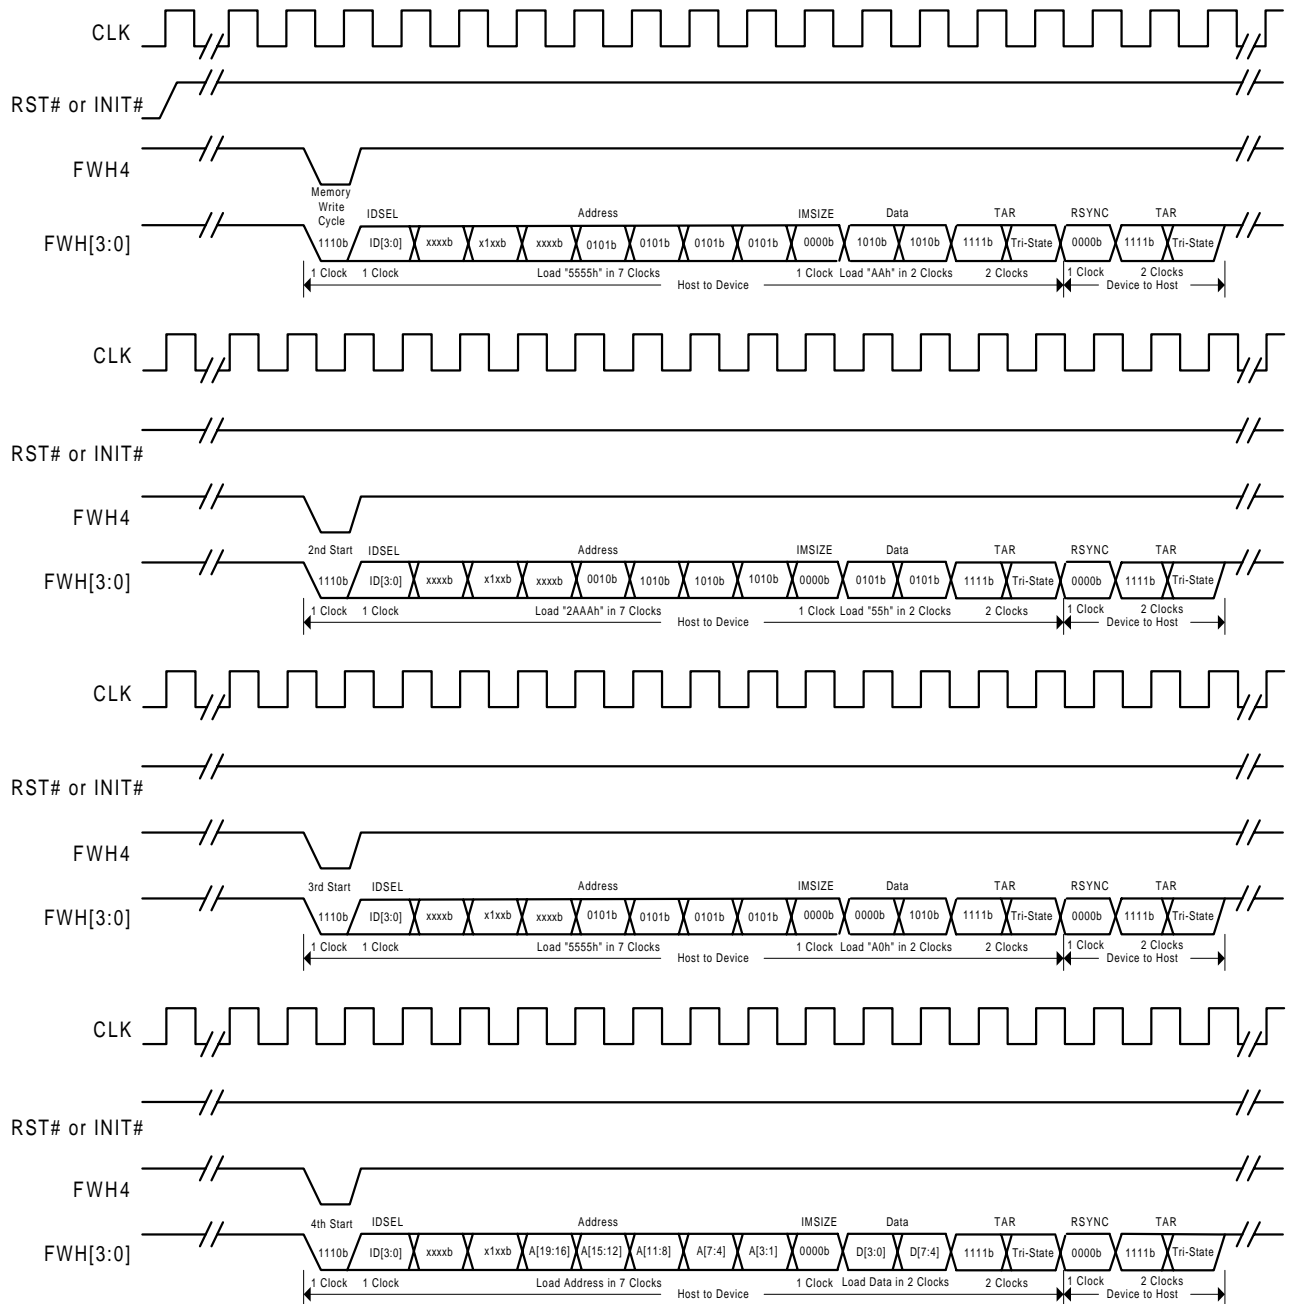 CLK
RST# or INIT#
FWH4
Memory
Write
Cycle
IDSEL Address IMSIZE Data TAR RSYNC TAR
FWH[3:0] 1110b ID[3:0] xxxxb x1xxb xxxxb 0101b 0101b 0101b 0101b 0000b 1010b 1010b 1111b Tri-State 0000b 1111b Tri-State
1 Clock 1 Clock Load "5555h" in 7 Clocks 1 Clock Load "AAh" in 2 Clocks 2 Clocks 1 Clock 2 Clocks
Host to Device Device to Host
CLK
RST# or INIT#
FWH4
2nd Start IDSEL Address IMSIZE Data TAR RSYNC TAR
FWH[3:0] 1110b ID[3:0] xxxxb x1xxb xxxxb 0010b 1010b 1010b 1010b 0000b 0101b 0101b 1111b Tri-State 0000b 1111b Tri-State
1 Clock 1 Clock Load "2AAAh" in 7 Clocks 1 Clock Load "55h" in 2 Clocks 2 Clocks 1 Clock 2 Clocks
Host to Device Device to Host
CLK
RST# or INIT#
FWH4
3rd Start IDSEL Address IMSIZE Data TAR RSYNC TAR
FWH[3:0] 1110b ID[3:0] xxxxb x1xxb xxxxb 0101b 0101b 0101b 0101b 0000b 0000b 1010b 1111b Tri-State 0000b 1111b Tri-State
1 Clock 1 Clock Load "5555h" in 7 Clocks 1 Clock Load "A0h" in 2 Clocks 2 Clocks 1 Clock 2 Clocks
Host to Device Device to Host
CLK
RST# or INIT#
FWH4
4th Start IDSEL Address IMSIZE Data TAR RSYNC TAR
FWH[3:0] 1110b ID[3:0] xxxxb x1xxb A[19:16] A[15:12] A[11:8] A[7:4] A[3:1] 0000b D[3:0] D[7:4] 1111b Tri-State 0000b 1111b Tri-State
1 Clock 1 Clock Load Address in 7 Clocks 1 Clock Load Data in 2 Clocks 2 Clocks 1 Clock 2 Clocks
Host to Device Device to Host